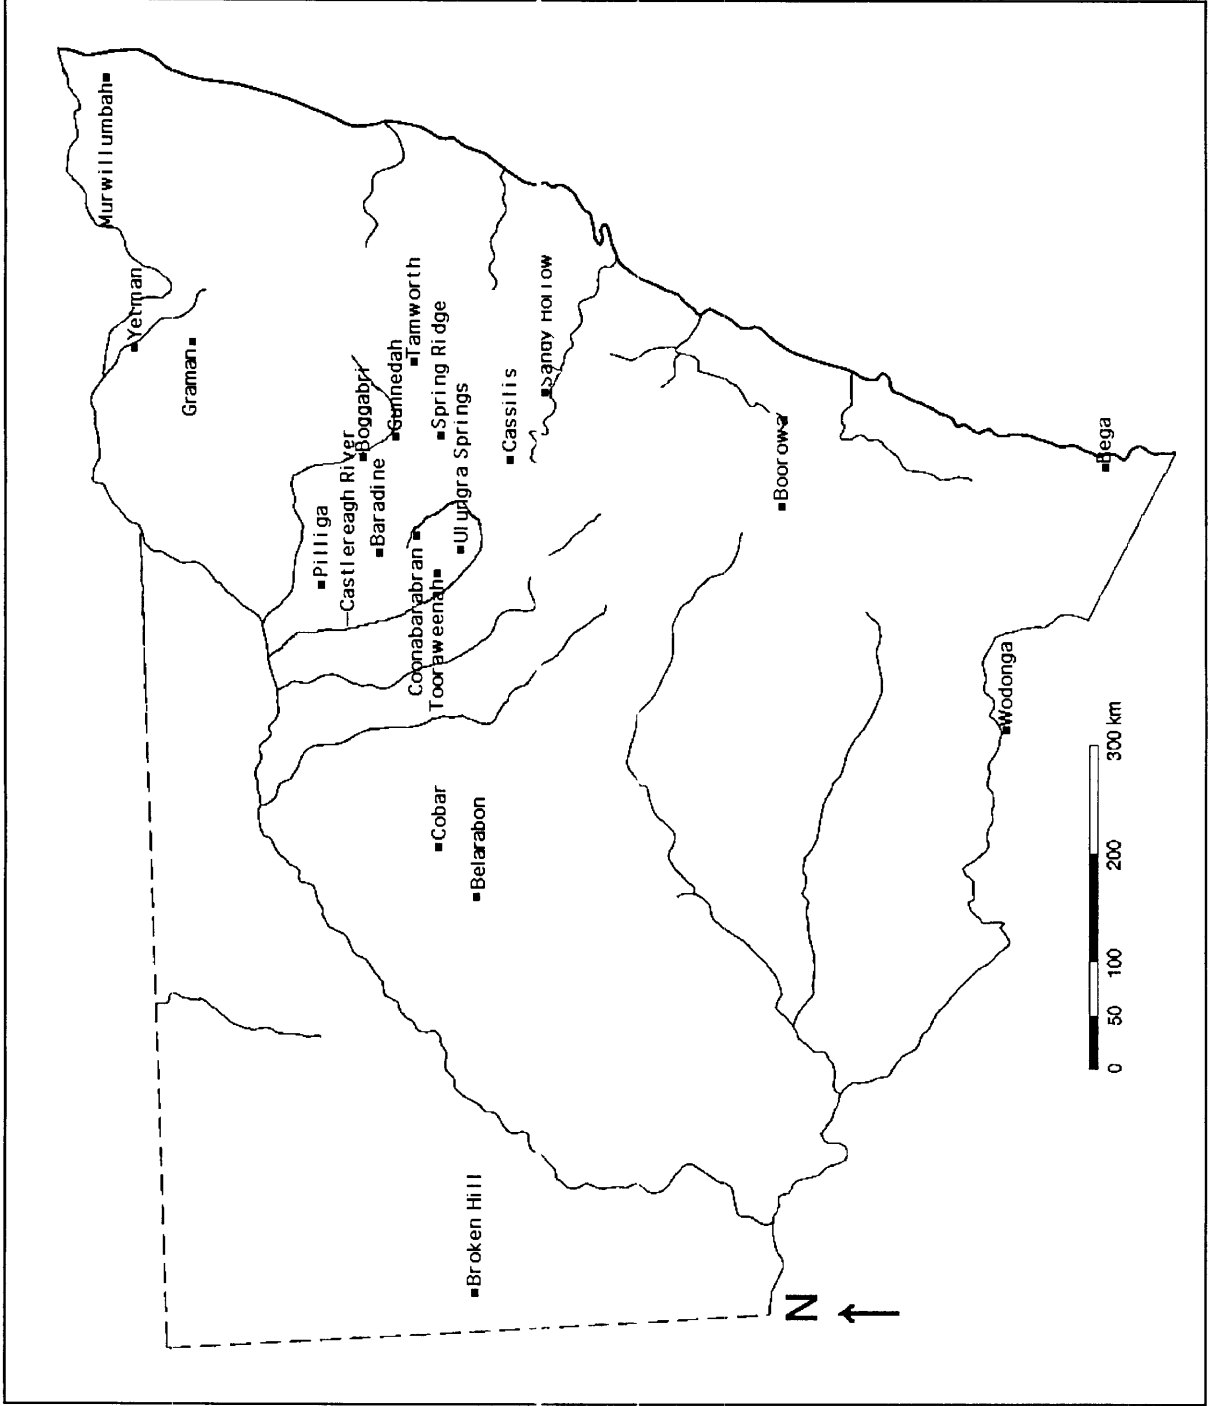 Murwillumbah
Yetman
Graman
Tamworth
Gunnedah
Boggabri
Spring Ridge
Ulungra Springs
Cassilis
Sandy Hollow
Pilliga
Castlereagh River
Baradine
Coonabarabran
Tooraweenah
Boorowa
Bega
Cobar
Belarabon
Wodonga
Broken Hill
N
0 50 100 200 300 km